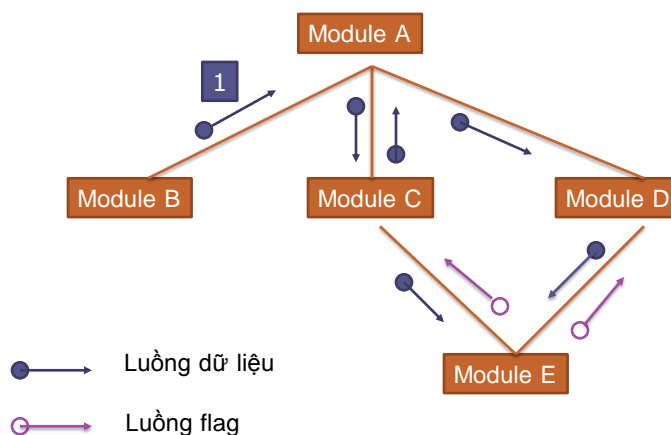 Module A
1
Module B
Module C
Module D
Module E
Luồng dữ liệu
Luồng flag